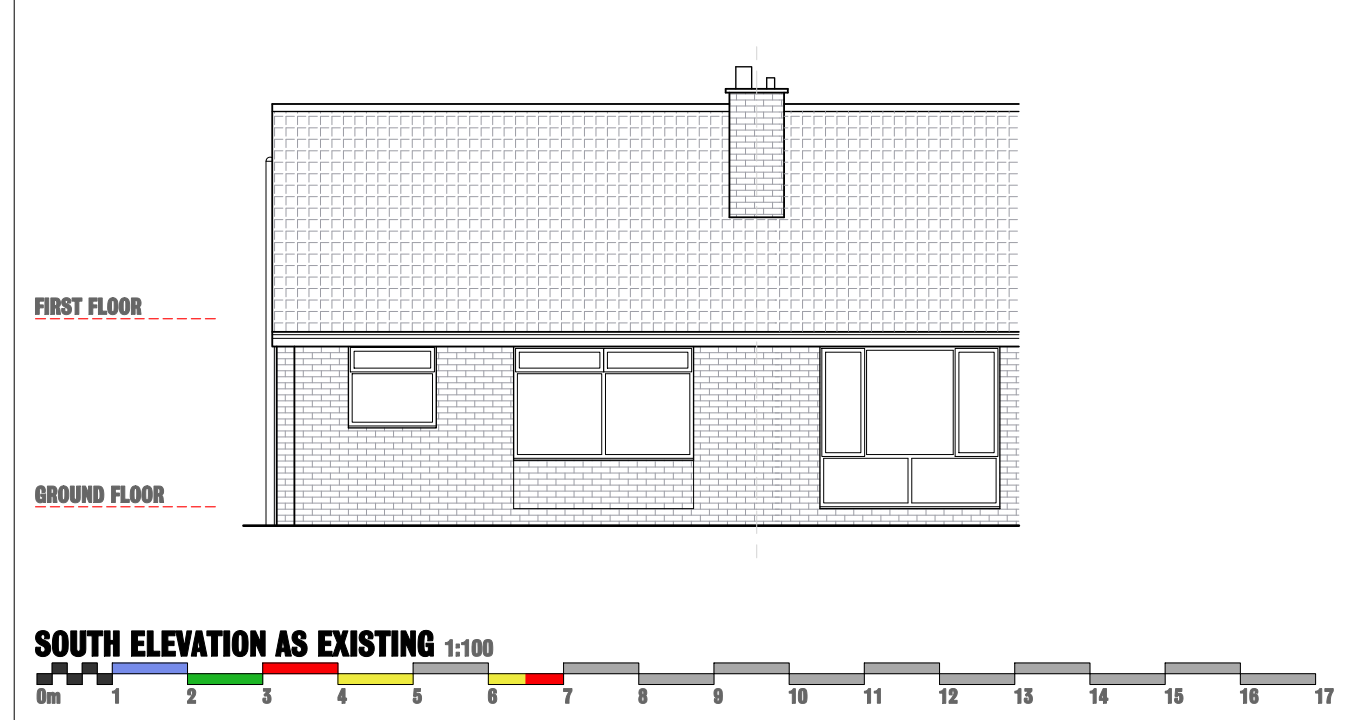 FIRST FLOOR
GROUND FLOOR
SOUTH ELEVATION AS EXISTING 1:100
0m 1 2 3 4 5 6 7 8 9 10 11 12 13 14 15 16 17